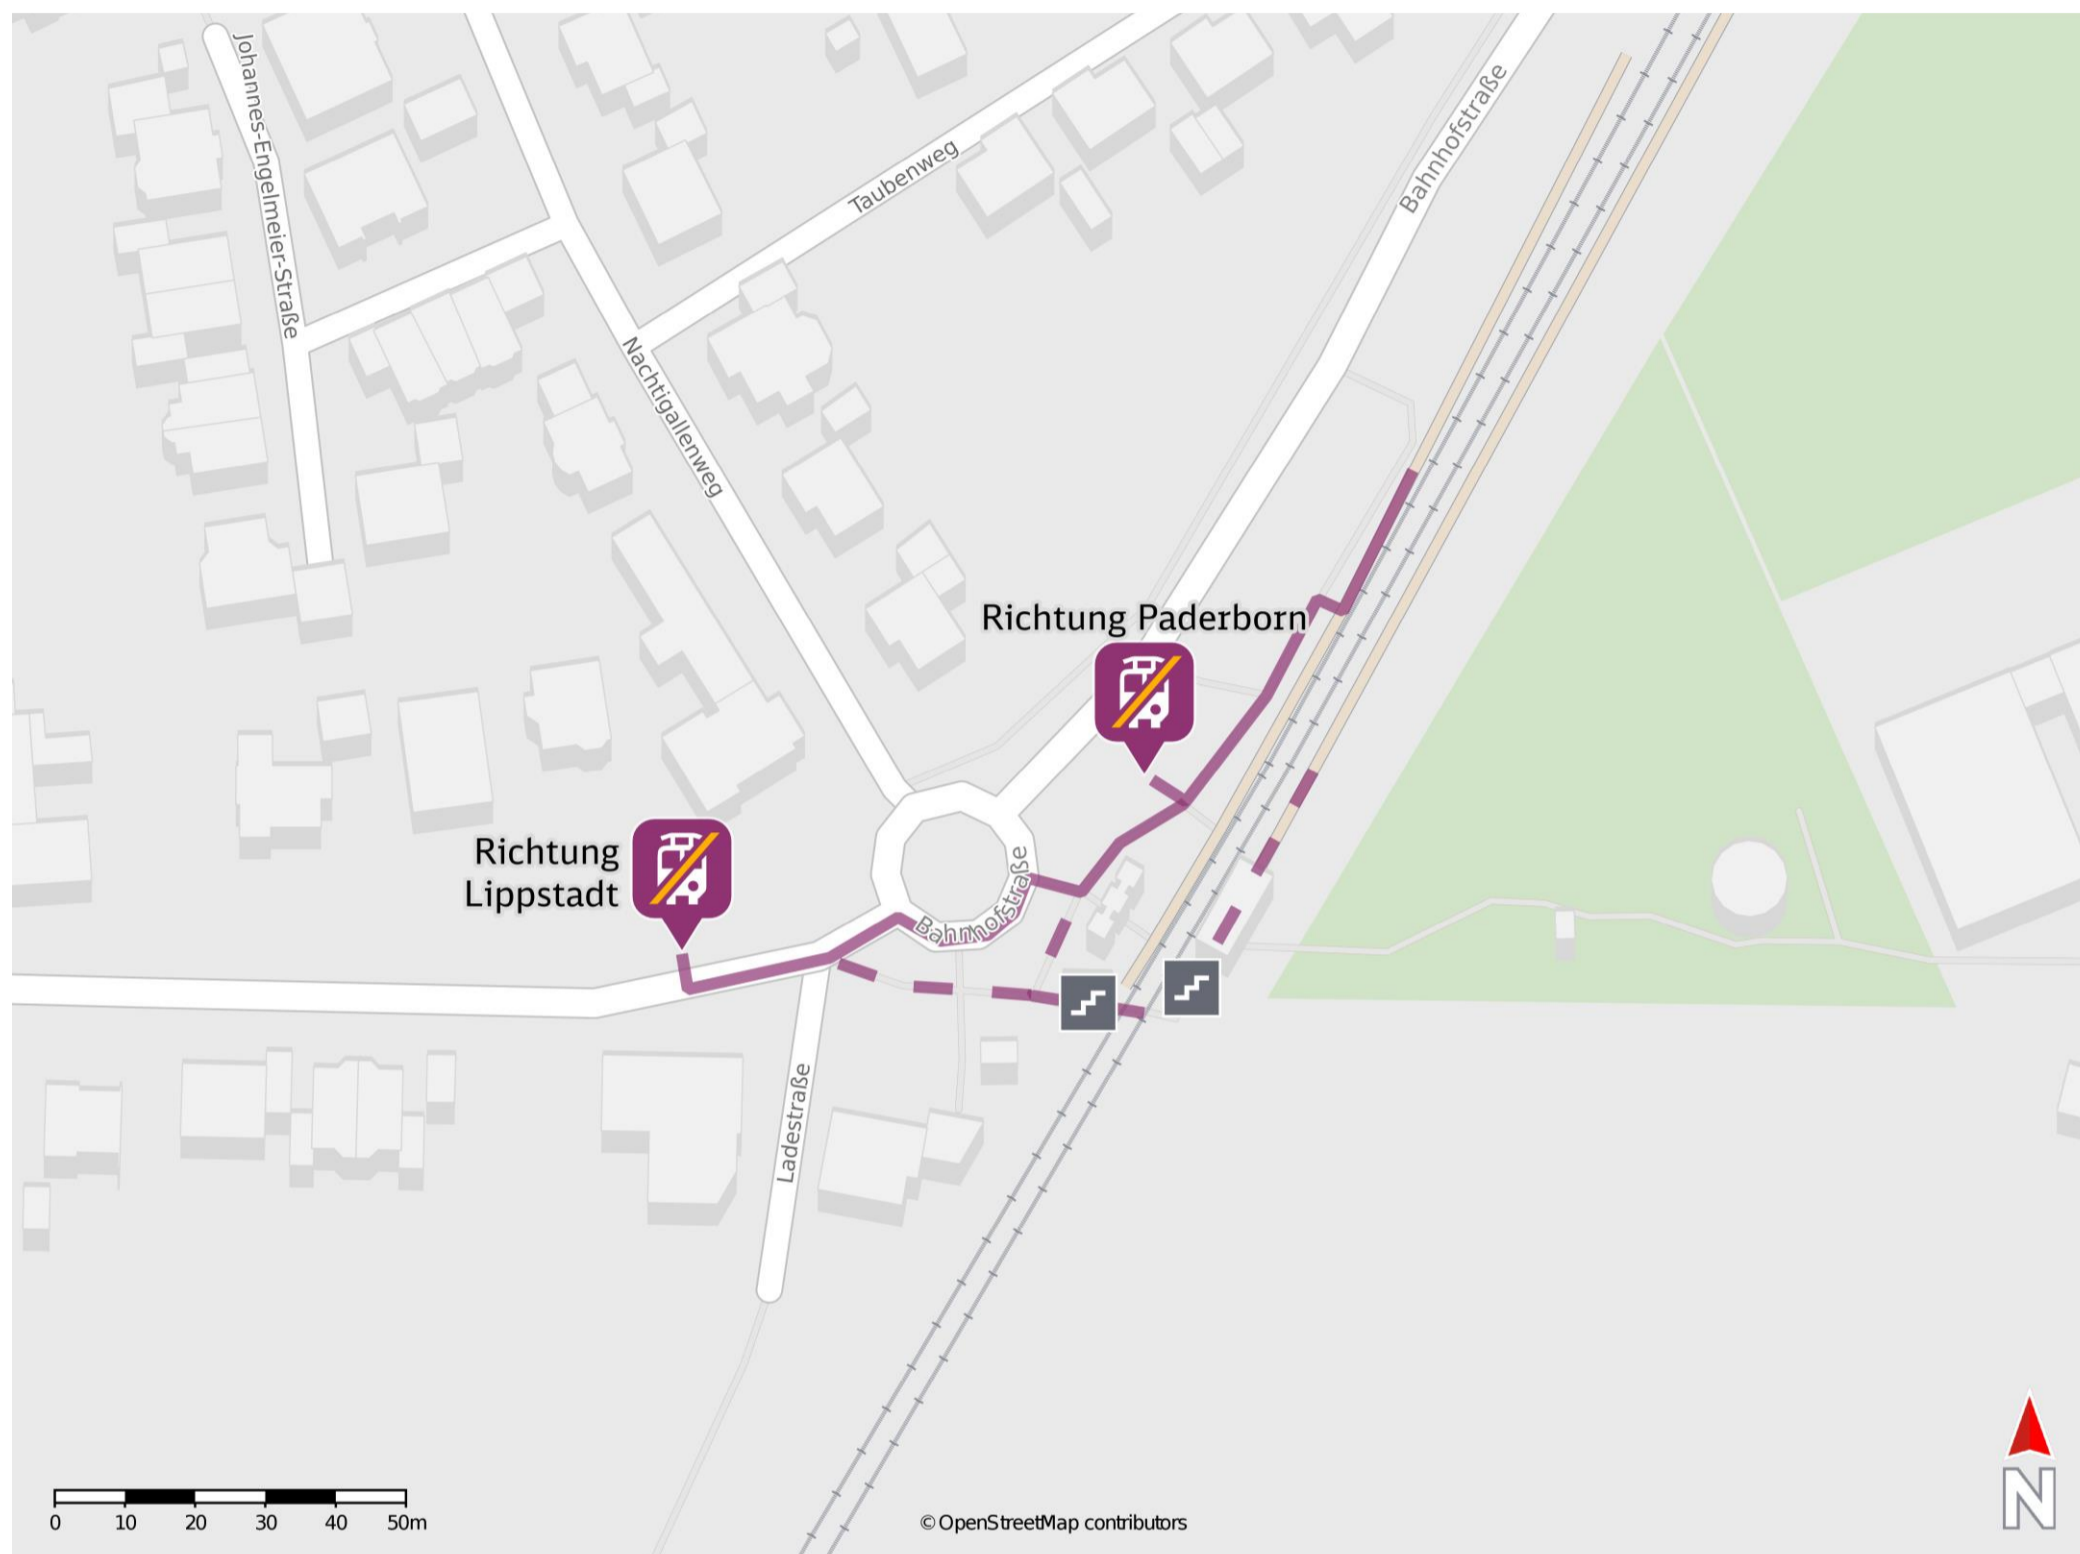 Johannes-Engelmeier-Straße
Taubenweg
Bahnhofstraße
Nachtigallenweg
Richtung Paderborn
Richtung
Lippstadt
Bahnhofstraße
Ladestraße
0 10 20 30 40 50m
© OpenStreetMap contributors
N